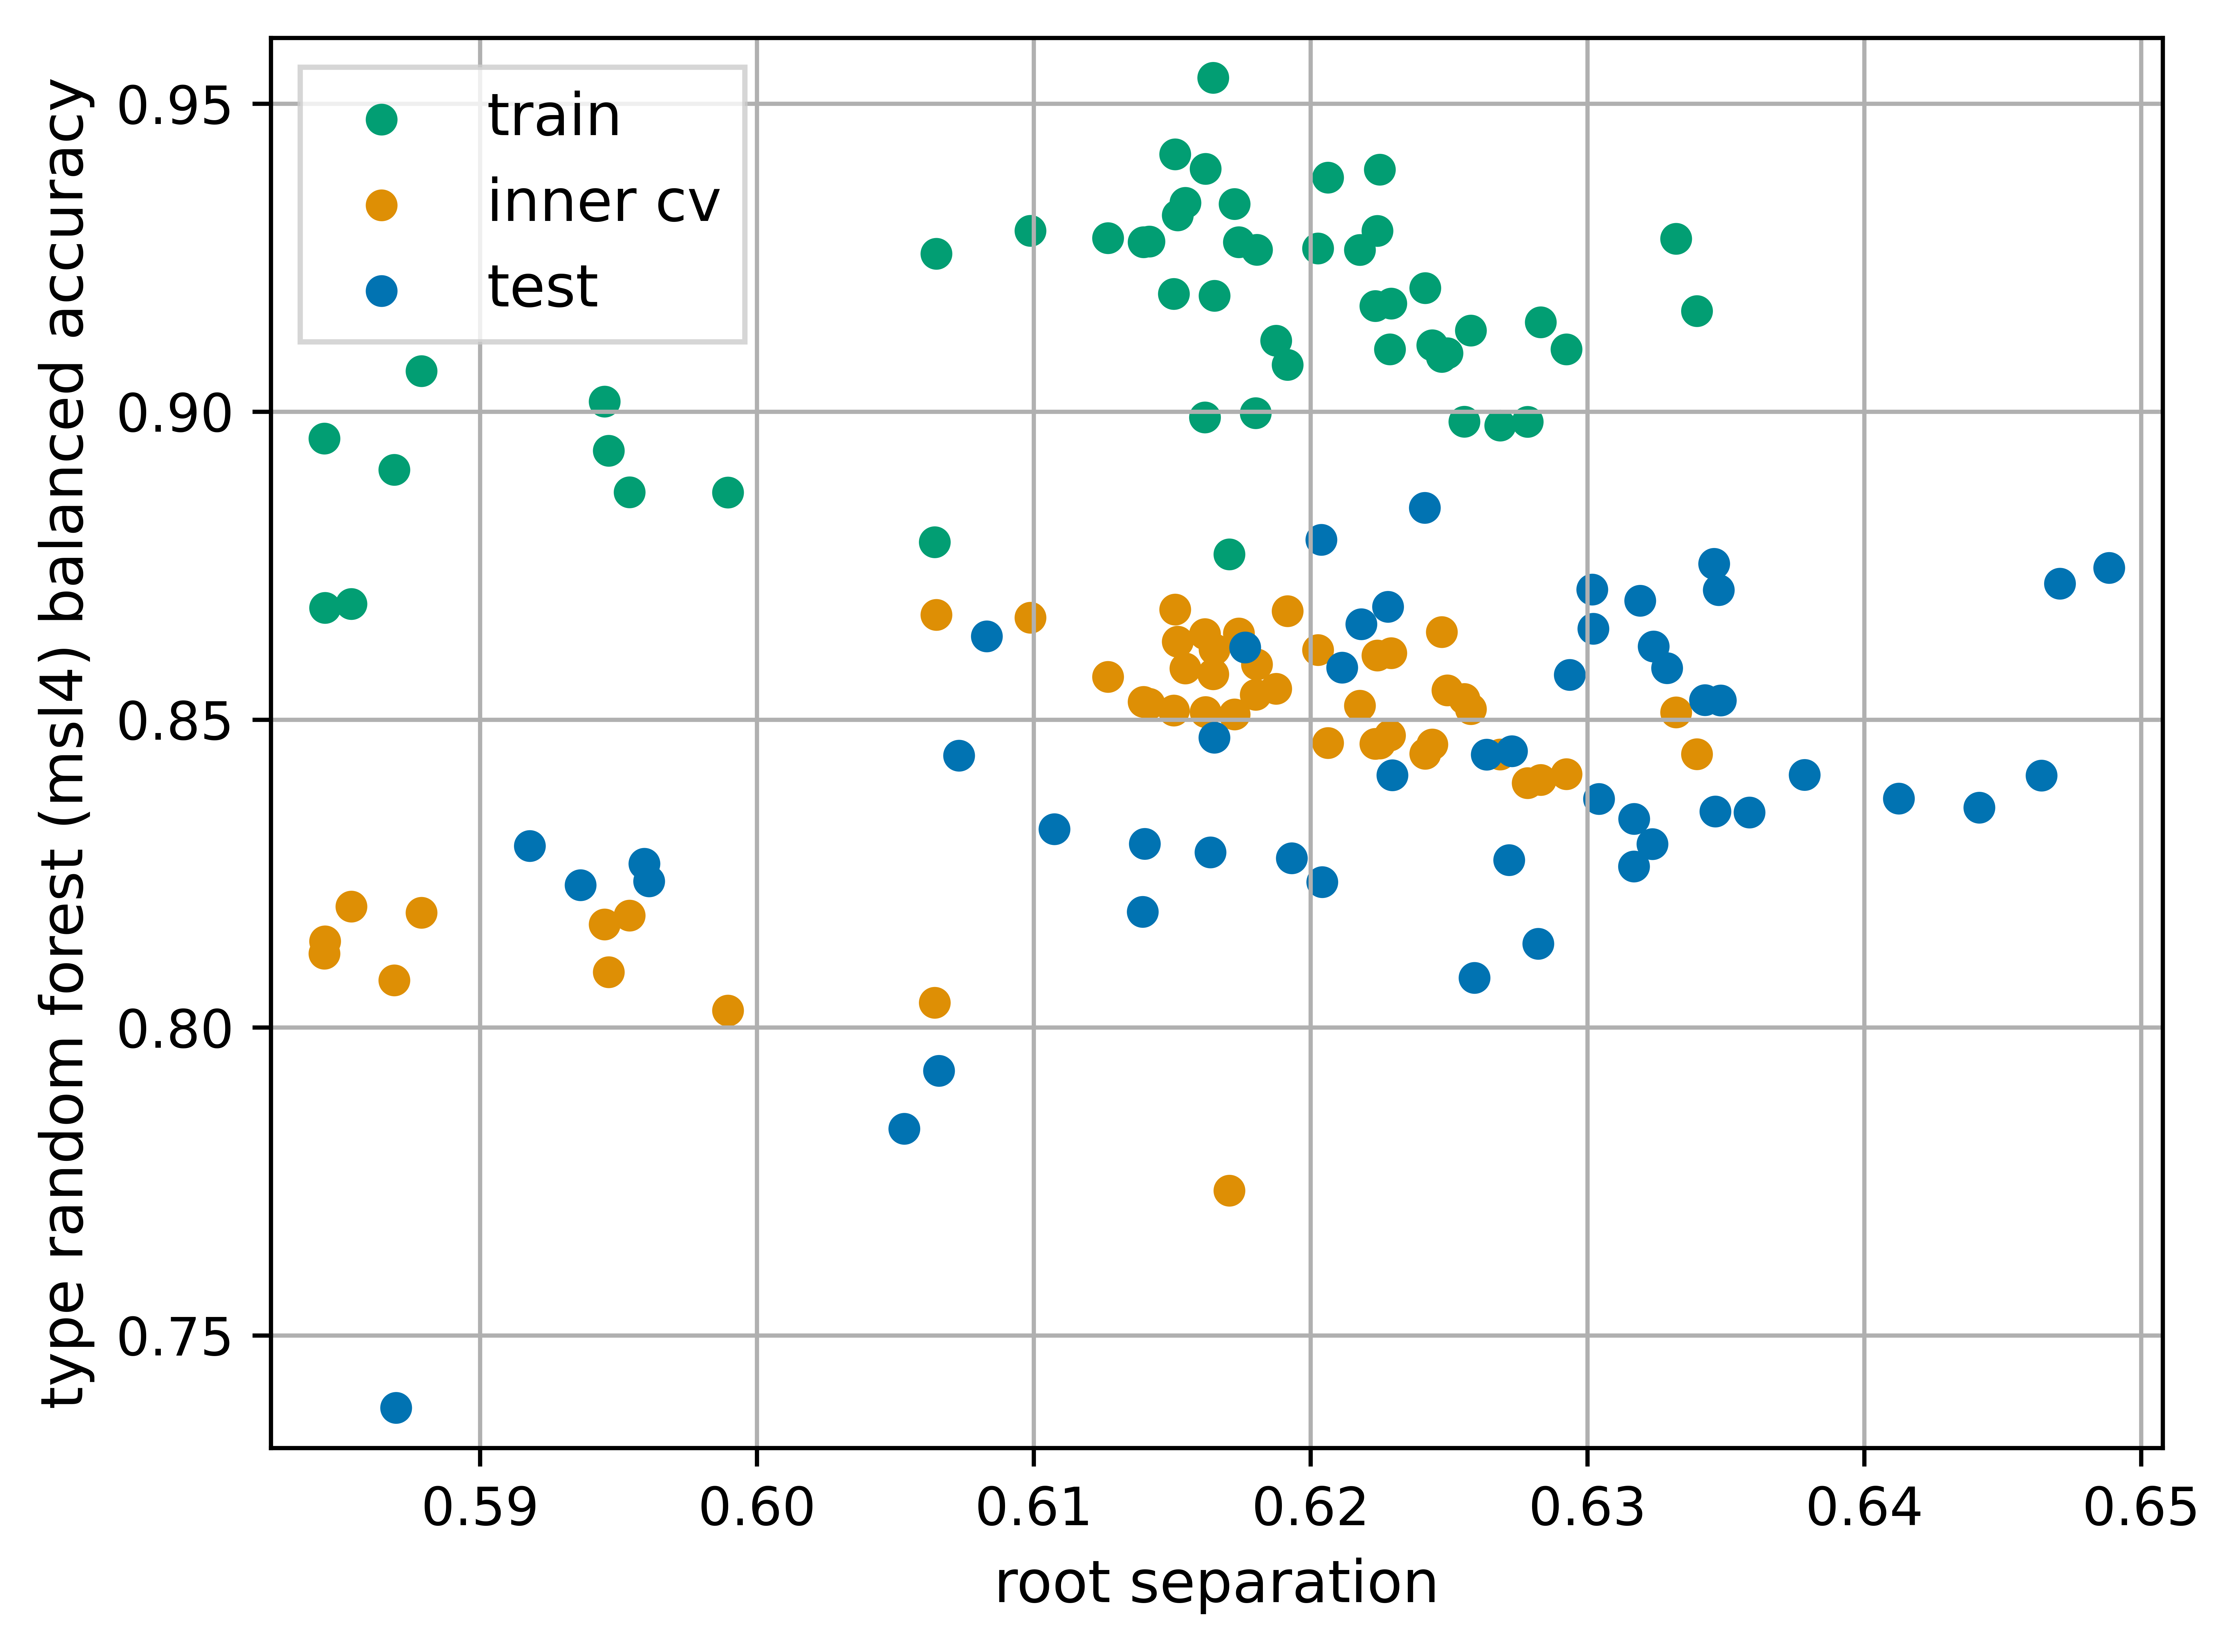 train
inner cv
test
0.95
0.90
0.85
0.80
0.75
type random forest (msl4) balanced accuracy
0.59
0.60
0.61
0.62
0.63
0.64
0.65
root separation